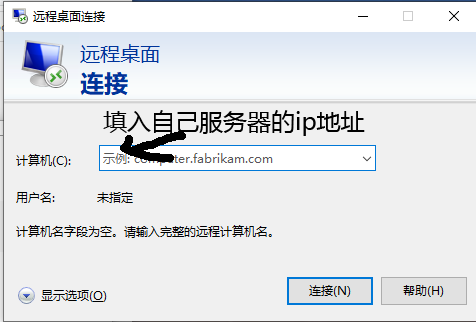 远程桌面连接
远程桌面
连接
填入自己服务器的ip地址
计算机(C):
示例: computer.fabrikam.com
用户名:
未指定
计算机名字段为空。请输入完整的远程计算机名。
显示选项(O)
连接(N)
帮助(H)